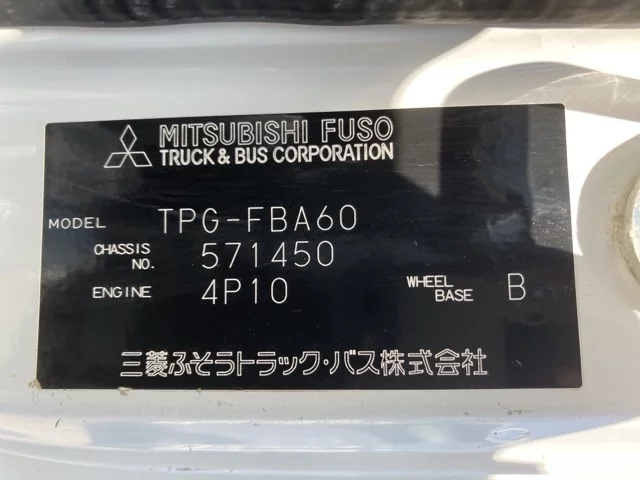 MITSUBISHI FUSO
TRUCK & BUS CORPORATION
MODEL TPG-FBA60
CHASSIS NO. 571450
ENGINE 4P10 WHEEL BASE B
三菱ふそうトラック・バス株式会社